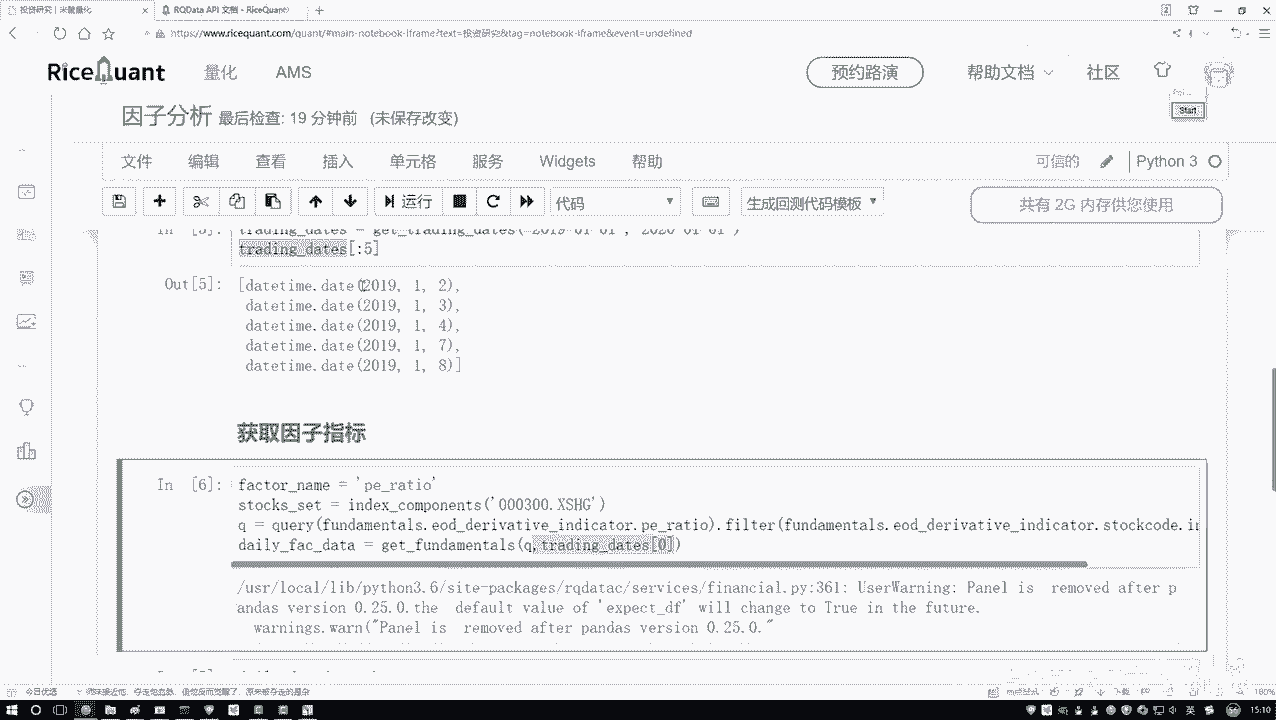 投资研究 | 米筐量化
RQData API 文档 - RiceQuant
https://www.ricequant.com/quant/#main-notebook-iframe?text=投资研究&tag=notebook-iframe&event=undefined
RiceQuant 量化 AMS 预约路演 帮助文档 社区
Start
因子分析 最后检查: 19 分钟前 (未保存改变)
文件 编辑 查看 插入 单元格 服务 Widgets 帮助 可信的 Python 3
运行 代码 生成回测代码模板 共有 2G 内存供您使用
trading_dates = get_trading_dates('2019-01-01', '2020-01-01')
trading_dates[:5]
Out[5]: [datetime.date(2019, 1, 2),
datetime.date(2019, 1, 3),
datetime.date(2019, 1, 4),
datetime.date(2019, 1, 7),
datetime.date(2019, 1, 8)]
获取因子指标
In [6]: factor_name = 'pe_ratio'
stocks_set = index_components('000300.XSHG')
q = query(fundamentals.eod_derivative_indicator.pe_ratio).filter(fundamentals.eod_derivative_indicator.stockcode.in
daily_fac_data = get_fundamentals(q,trading_dates[0])
/usr/local/lib/python3.6/site-packages/rqdatac/services/financial.py:361: UserWarning: Panel is removed after p
andas version 0.25.0.the default value of 'expect_df' will change to True in the future.
warnings.warn("Panel is removed after pandas version 0.25.0."
今日优选
下载
160%
英
15:10